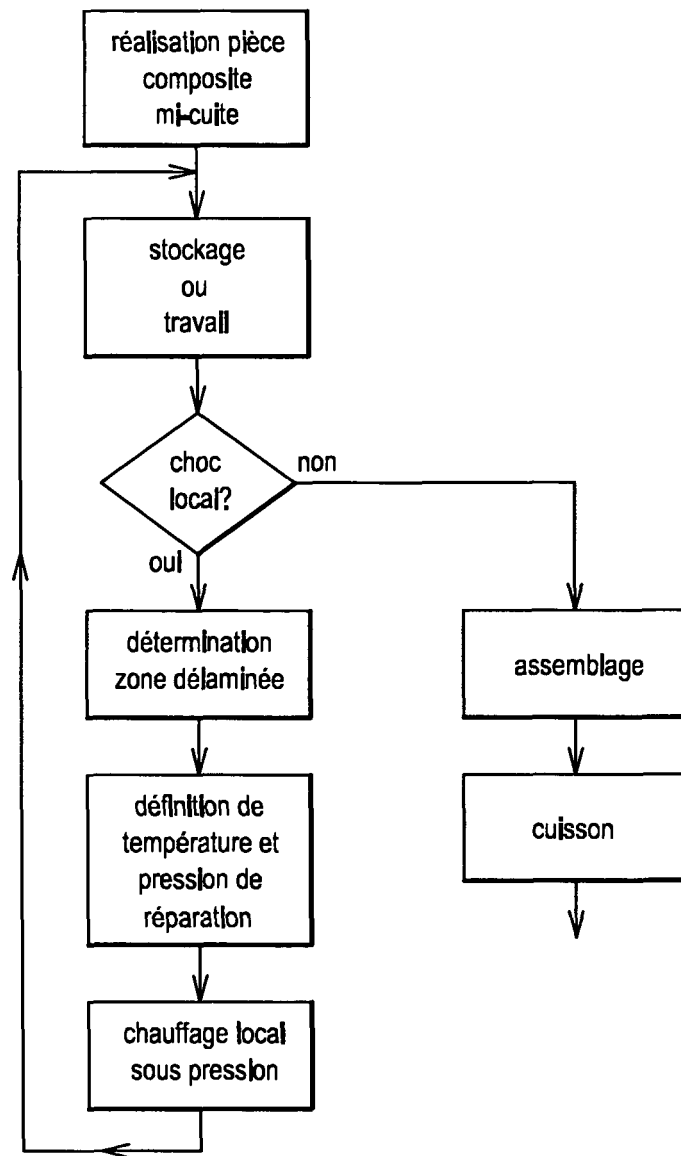 réalisation pièce
composite
mi-cuite
stockage
ou
travail
choc
local?
non
oui
détermination
zone délaminée
assemblage
définition de
température et
pression de
réparation
cuisson
chauffage local
sous pression